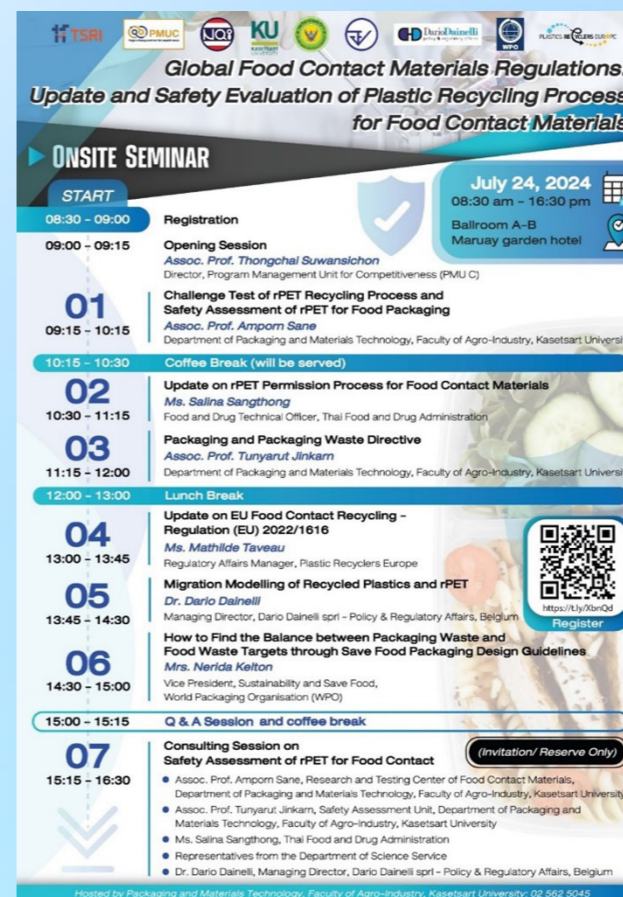 TSRI
PMUC
KU
KASETSART
UNIVERSITY
DarioDainelli
policy & regulatory affairs
WPO
PLASTICS RECYCLERS EUROPE
Global Food Contact Materials Regulations:
Update and Safety Evaluation of Plastic Recycling Process
for Food Contact Materials
ONSITE SEMINAR
July 24, 2024
08:30 am - 16:30 pm
Ballroom A-B
Maruay garden hotel
START
08:30 - 09:00 Registration
09:00 - 09:15 Opening Session
Assoc. Prof. Thongchai Suwansichon
Director, Program Management Unit for Competitiveness (PMU C)
01
09:15 - 10:15
Challenge Test of rPET Recycling Process and
Safety Assessment of rPET for Food Packaging
Assoc. Prof. Amporn Sane
Department of Packaging and Materials Technology, Faculty of Agro-Industry, Kasetsart Universit
10:15 - 10:30 Coffee Break (will be served)
02
10:30 - 11:15
Update on rPET Permission Process for Food Contact Materials
Ms. Salina Sangthong
Food and Drug Technical Officer, Thai Food and Drug Administration
03
11:15 - 12:00
Packaging and Packaging Waste Directive
Assoc. Prof. Tunyarut Jinkarn
Department of Packaging and Materials Technology, Faculty of Agro-Industry, Kasetsart Universit
12:00 - 13:00 Lunch Break
04
13:00 - 13:45
Update on EU Food Contact Recycling -
Regulation (EU) 2022/1616
Ms. Mathilde Taveau
Regulatory Affairs Manager, Plastic Recyclers Europe
05
13:45 - 14:30
Migration Modelling of Recycled Plastics and rPET
Dr. Dario Dainelli
Managing Director, Dario Dainelli sprl - Policy & Regulatory Affairs, Belgium
https://t.ly/XbnQd
Register
06
14:30 - 15:00
How to Find the Balance between Packaging Waste and
Food Waste Targets through Save Food Packaging Design Guidelines
Mrs. Nerida Kelton
Vice President, Sustainability and Save Food,
World Packaging Organisation (WPO)
15:00 - 15:15 Q & A Session and coffee break
07
15:15 - 16:30
Consulting Session on
Safety Assessment of rPET for Food Contact
(Invitation/ Reserve Only)
• Assoc. Prof. Amporn Sane, Research and Testing Center of Food Contact Materials,
Department of Packaging and Materials Technology, Faculty of Agro-Industry, Kasetsart University
• Assoc. Prof. Tunyarut Jinkarn, Safety Assessment Unit, Department of Packaging and
Materials Technology, Faculty of Agro-Industry, Kasetsart University
• Ms. Salina Sangthong, Thai Food and Drug Administration
• Representatives from the Department of Science Service
• Dr. Dario Dainelli, Managing Director, Dario Dainelli sprl - Policy & Regulatory Affairs, Belgium
Hosted by Packaging and Materials Technology, Faculty of Agro-Industry, Kasetsart University: 02 562 5045